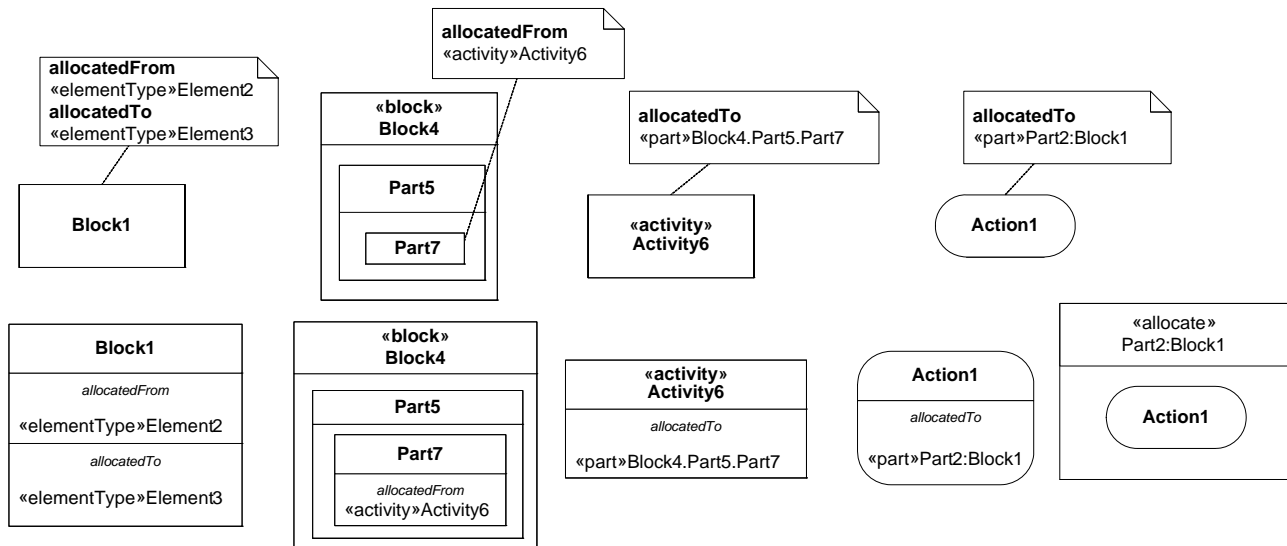 allocatedFrom
«activity»Activity6
allocatedFrom
«elementType»Element2
allocatedTo
«elementType»Element3
«block»
Block4
allocatedTo
«part»Block4.Part5.Part7
allocatedTo
«part»Part2:Block1
Part5
Block1
Part7
«activity»
Activity6
Action1
Block1
allocatedFrom
«elementType»Element2
allocatedTo
«elementType»Element3
«block»
Block4
Part5
Part7
allocatedFrom
«activity»Activity6
«activity»
Activity6
allocatedTo
«part»Block4.Part5.Part7
Action1
allocatedTo
«part»Part2:Block1
«allocate»
Part2:Block1
Action1